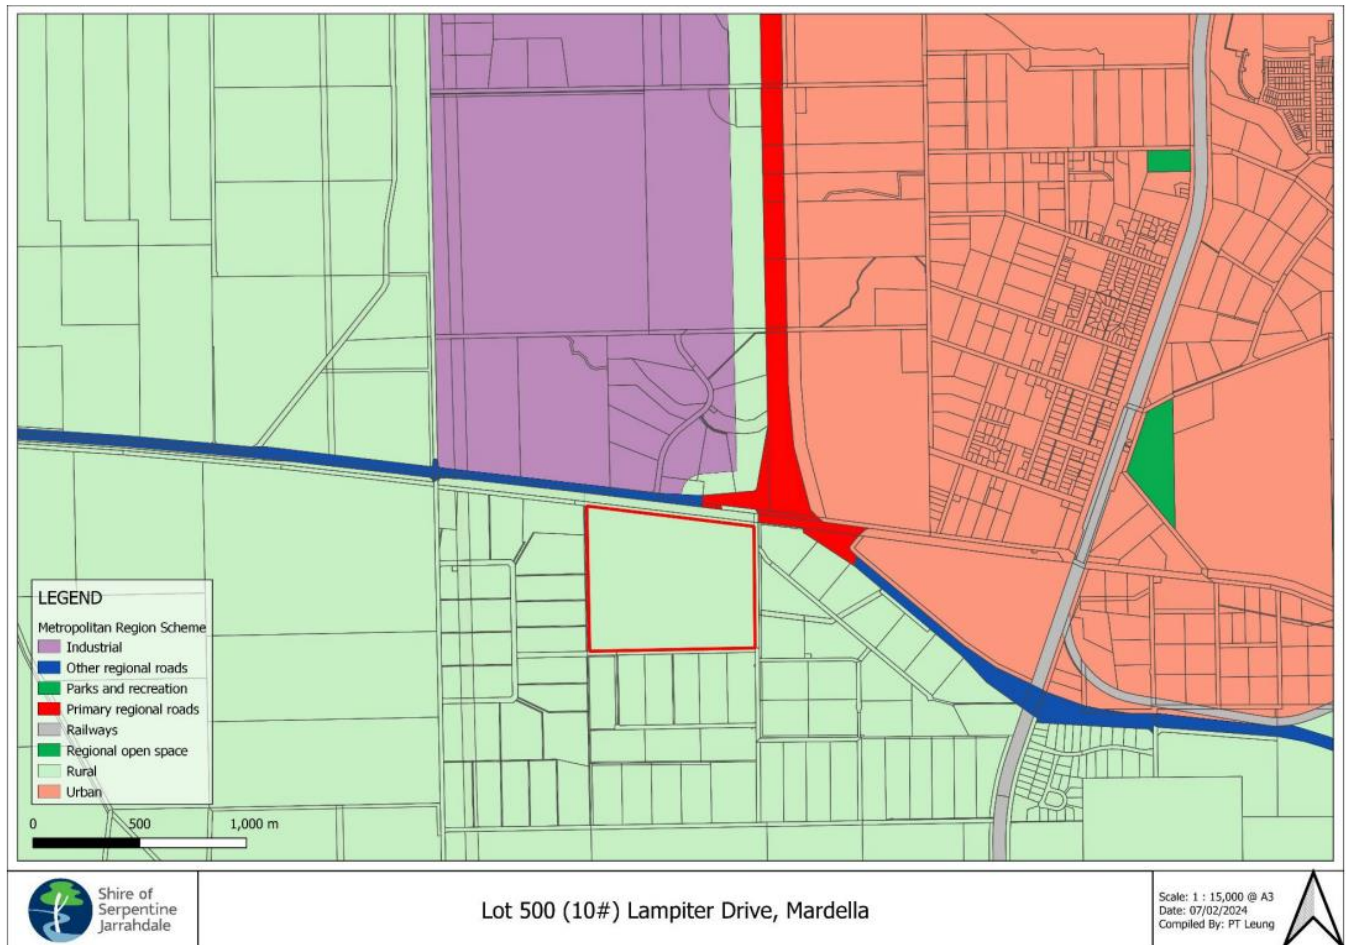 LEGEND
Metropolitan Region Scheme
Industrial
Other regional roads
Parks and recreation
Primary regional roads
Railways
Regional open space
Rural
Urban
0 500 1,000 m
Shire of
Serpentine
Jarrahdale
Lot 500 (10#) Lampiter Drive, Mardella
Scale: 1 : 15,000 @ A3
Date: 07/02/2024
Compiled By: PT Leung